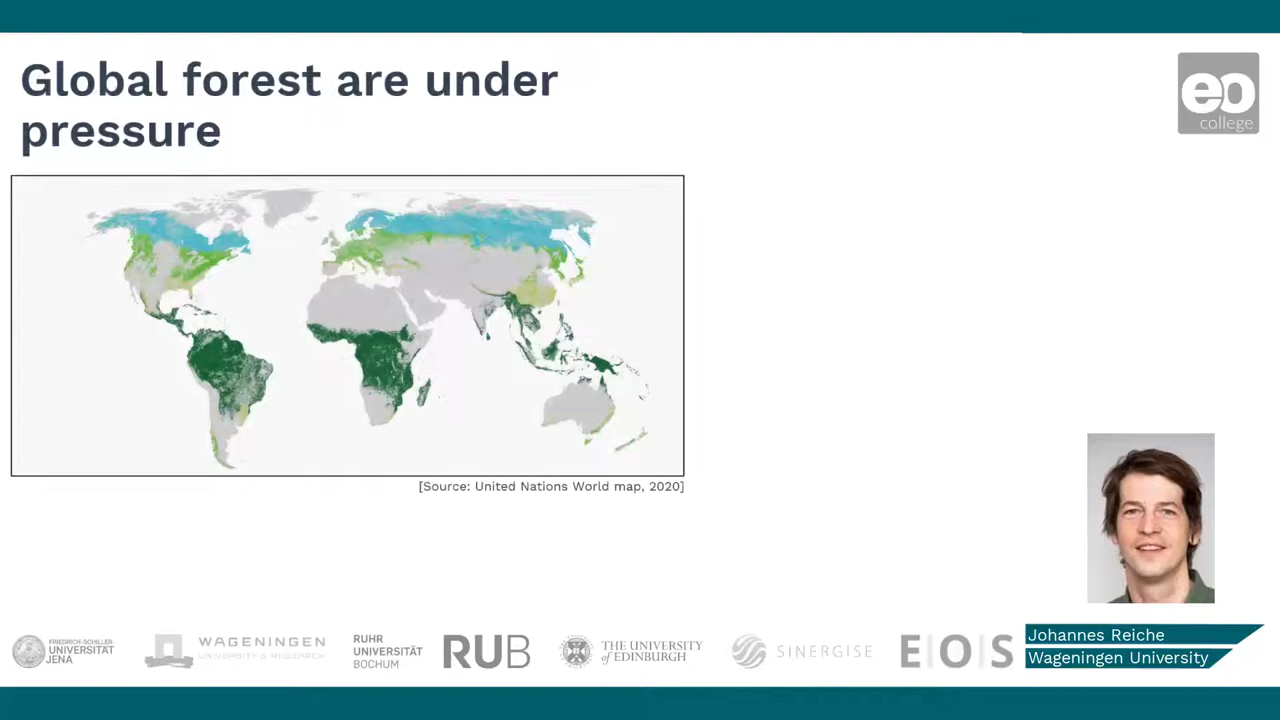 Global forest are under
pressure
eo
college
[Source: United Nations World map, 2020]
FRIEDRICH-SCHILLER-
UNIVERSITÄT
JENA
WAGENINGEN
UNIVERSITY & RESEARCH
RUHR
UNIVERSITÄT
BOCHUM
RUB
THE UNIVERSITY
of EDINBURGH
SINERGISE
E|O|S
Johannes Reiche
Wageningen University